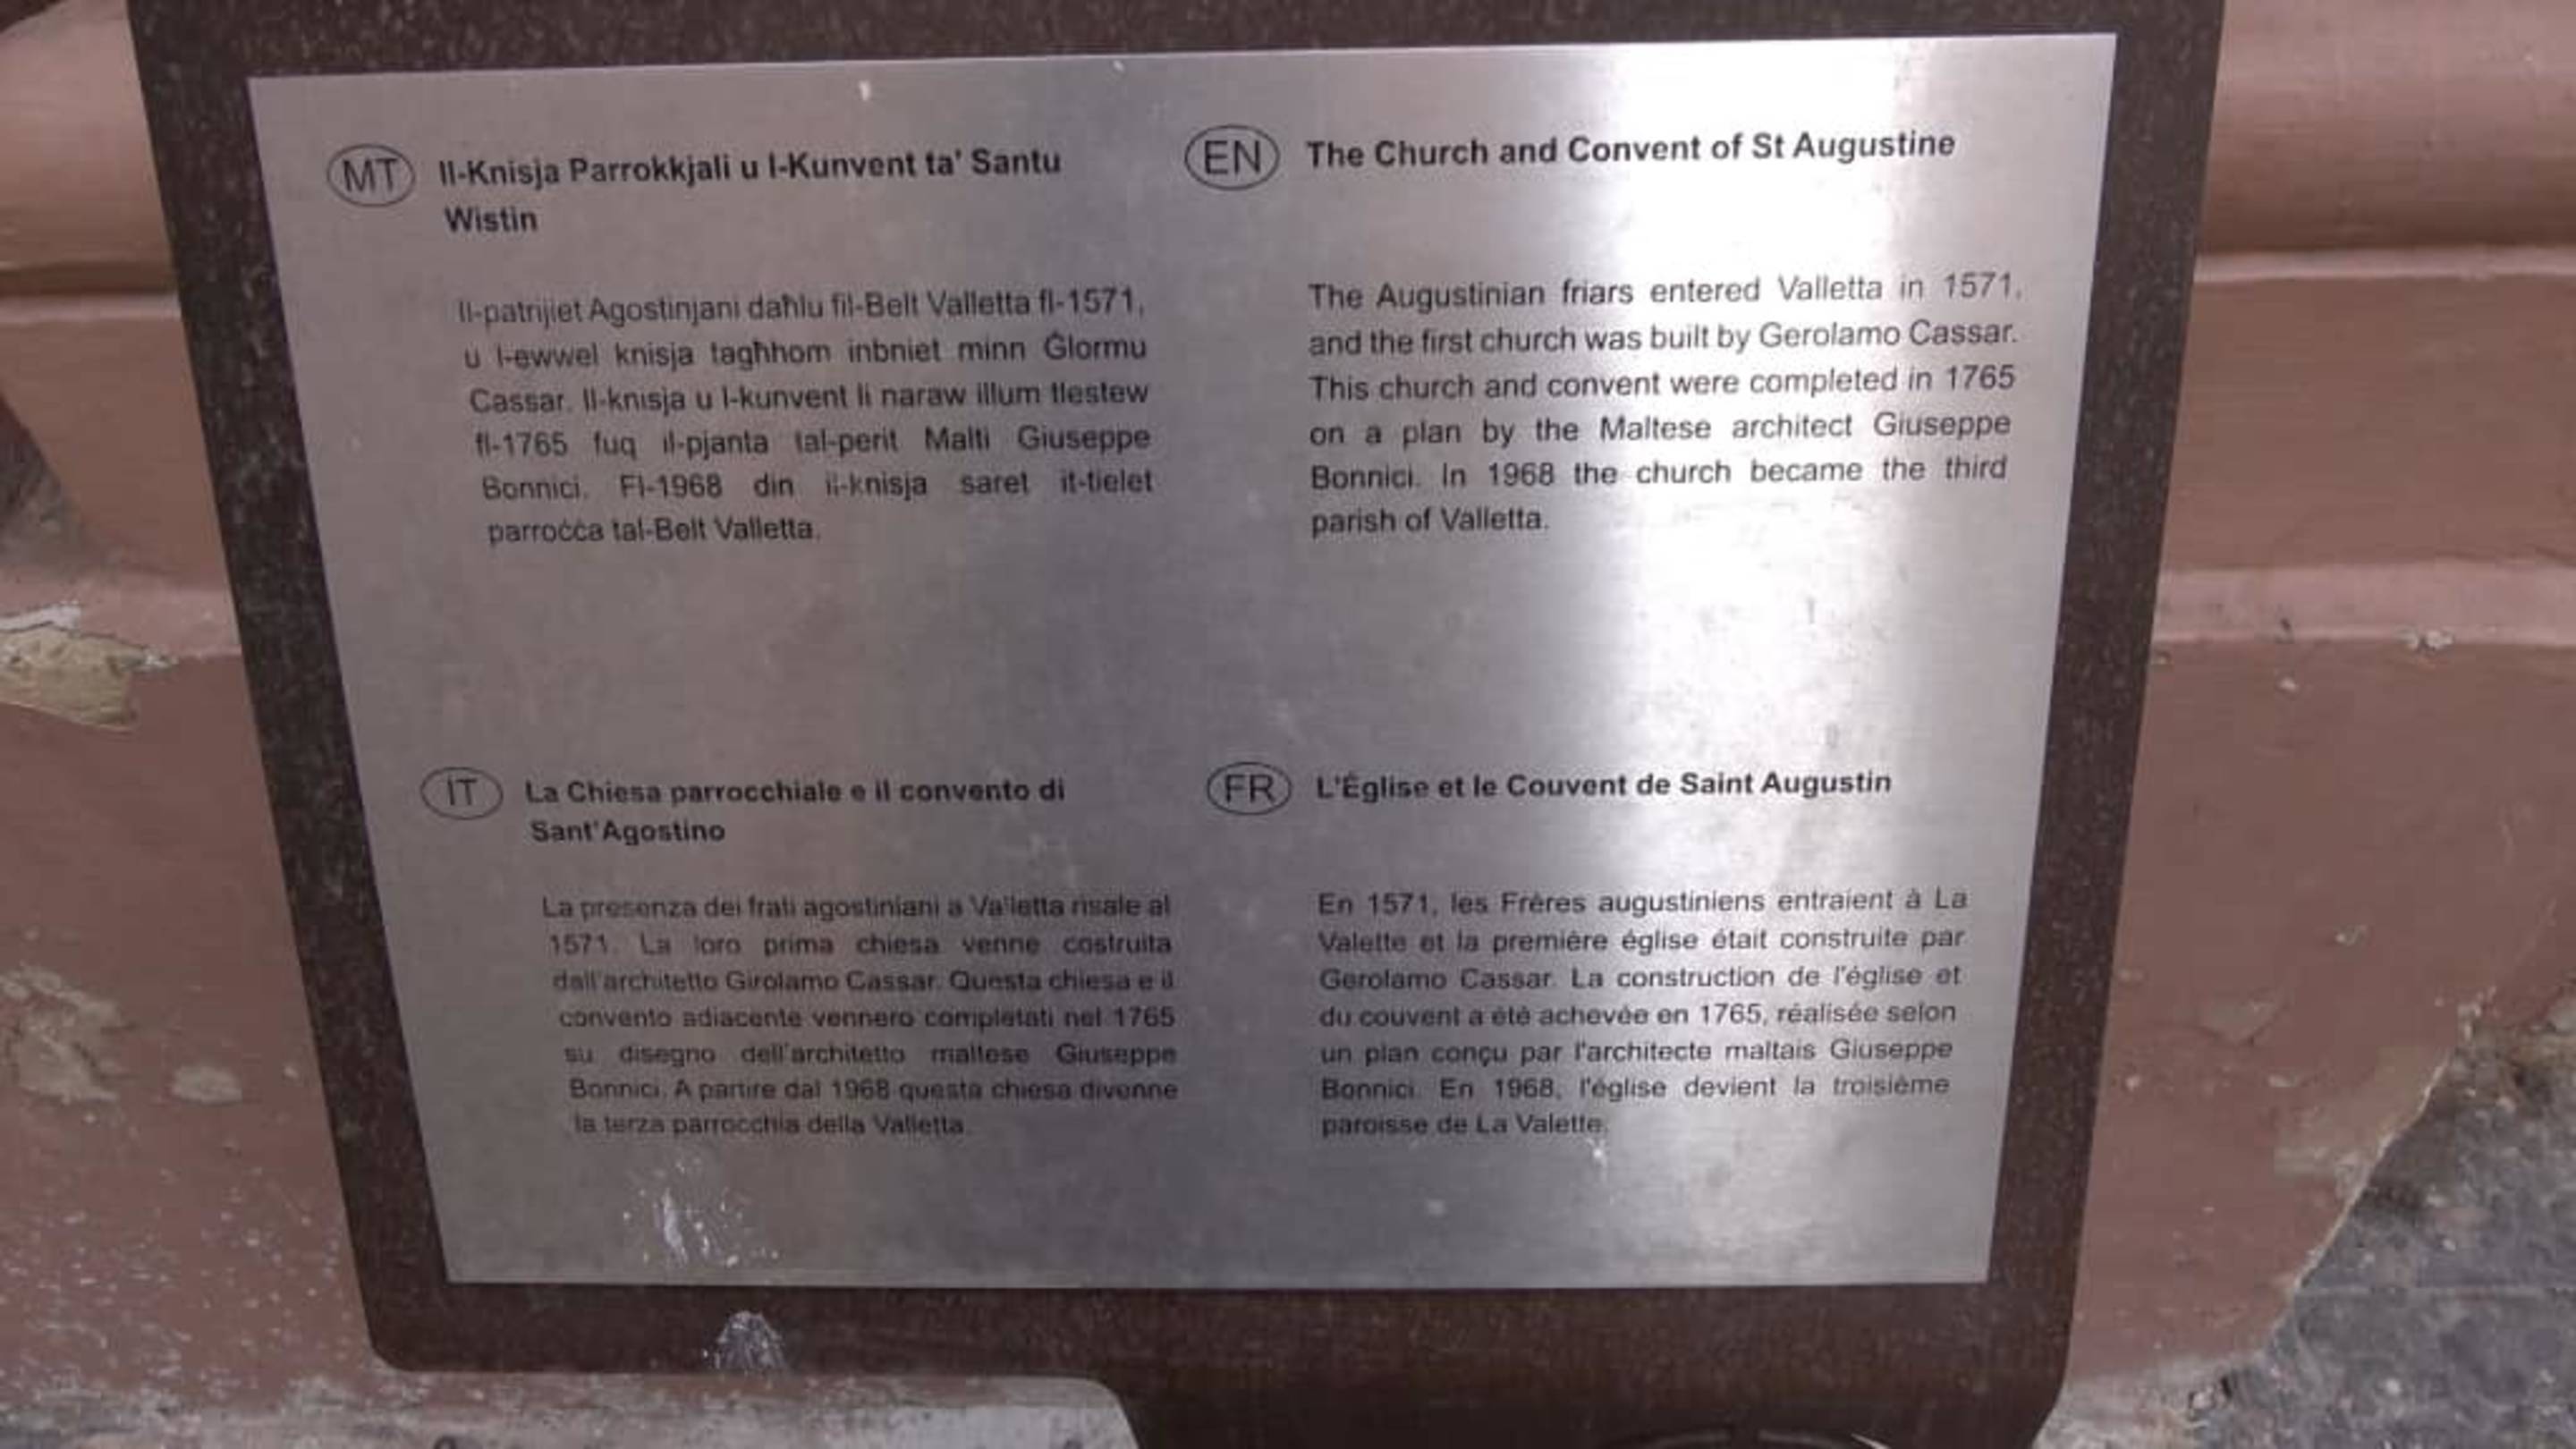 MT Il-Knisja Parrokkjali u l-Kunvent ta' Santu
Wistin
Il-patrijiet Agostinjani daħlu fil-Belt Valletta fl-1571,
u l-ewwel knisja tagħhom inbniet minn Ġlormu
Cassar. Il-knisja u l-kunvent li naraw illum tlestew
fl-1765 fuq il-pjanta tal-perit Malti Giuseppe
Bonnici. Fl-1968 din il-knisja saret it-tielet
parroċċa tal-Belt Valletta.
EN The Church and Convent of St Augustine
The Augustinian friars entered Valletta in 1571,
and the first church was built by Gerolamo Cassar.
This church and convent were completed in 1765
on a plan by the Maltese architect Giuseppe
Bonnici. In 1968 the church became the third
parish of Valletta.
IT La Chiesa parrocchiale e il convento di
Sant'Agostino
La presenza dei frati agostiniani a Valletta risale al
1571. La loro prima chiesa venne costruita
dall'architetto Girolamo Cassar. Questa chiesa e il
convento adiacente vennero completati nel 1765
su disegno dell'architetto maltese Giuseppe
Bonnici. A partire dal 1968 questa chiesa divenne
la terza parrocchia della Valletta.
FR L'Église et le Couvent de Saint Augustin
En 1571, les Frères augustiniens entraient à La
Valette et la première église était construite par
Gerolamo Cassar. La construction de l'église et
du couvent a été achevée en 1765, réalisée selon
un plan conçu par l'architecte maltais Giuseppe
Bonnici. En 1968, l'église devient la troisième
paroisse de La Valette.